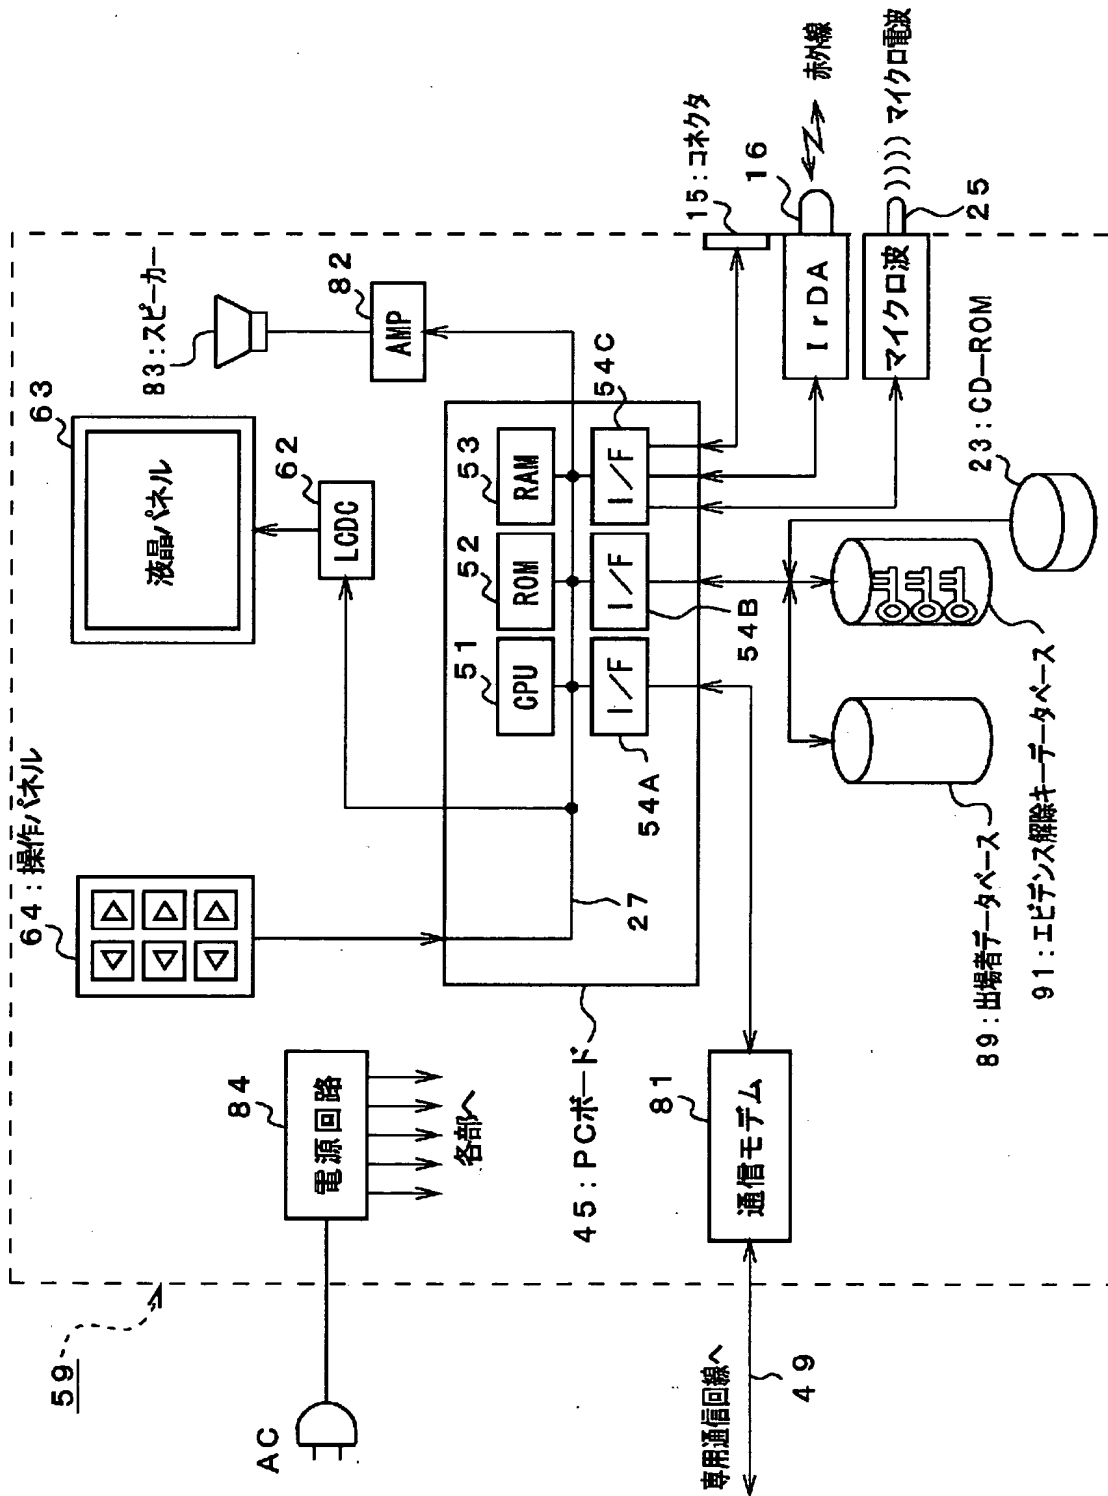 59
AC
84
電源回路
各部へ
64:操作パネル
63
液晶パネル
62
LCDC
83:スピーカー
82
AMP
45:PCボード
51
CPU
52
ROM
53
RAM
27
I/F
I/F
I/F
54A
54B
54C
専用通信回線へ
49
81
通信モデム
15:コネクタ
16
IrDA
赤外線
マイクロ波
25
マイクロ電波
23:CD-ROM
89:出場者データベース
91:エビデンス解除キーデータベース